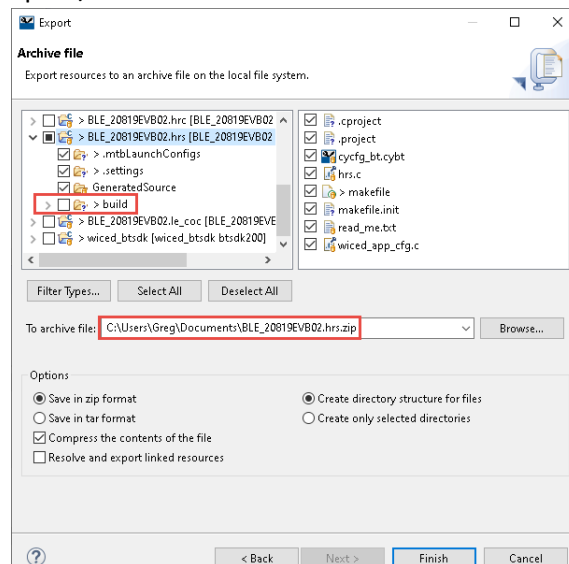 Export
Archive file
Export resources to an archive file on the local file system.
> BLE_20819EVB02.hrc [BLE_20819EVB02
> BLE_20819EVB02.hrs [BLE_20819EVB02
> .mtbLaunchConfigs
> .settings
GeneratedSource
> build
> BLE_20819EVB02.le_coc [BLE_20819EVE
> wiced_btsdk [wiced_btsdk btsdk200]
.cproject
.project
cycfg_bt.cybt
hrs.c
> makefile
makefile.init
read_me.txt
wiced_app_cfg.c
Filter Types... Select All Deselect All
To archive file: C:\Users\Greg\Documents\BLE_20819EVB02.hrs.zip Browse...
Options
Save in zip format Create directory structure for files
Save in tar format Create only selected directories
Compress the contents of the file
Resolve and export linked resources
? < Back Next > Finish Cancel